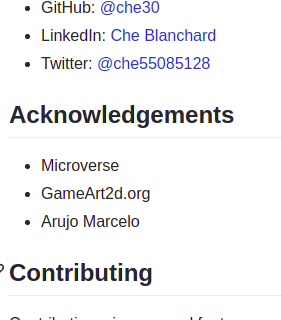 GitHub: @che30
LinkedIn: Che Blanchard
Twitter: @che55085128
Acknowledgements
Microverse
GameArt2d.org
Arujo Marcelo
Contributing